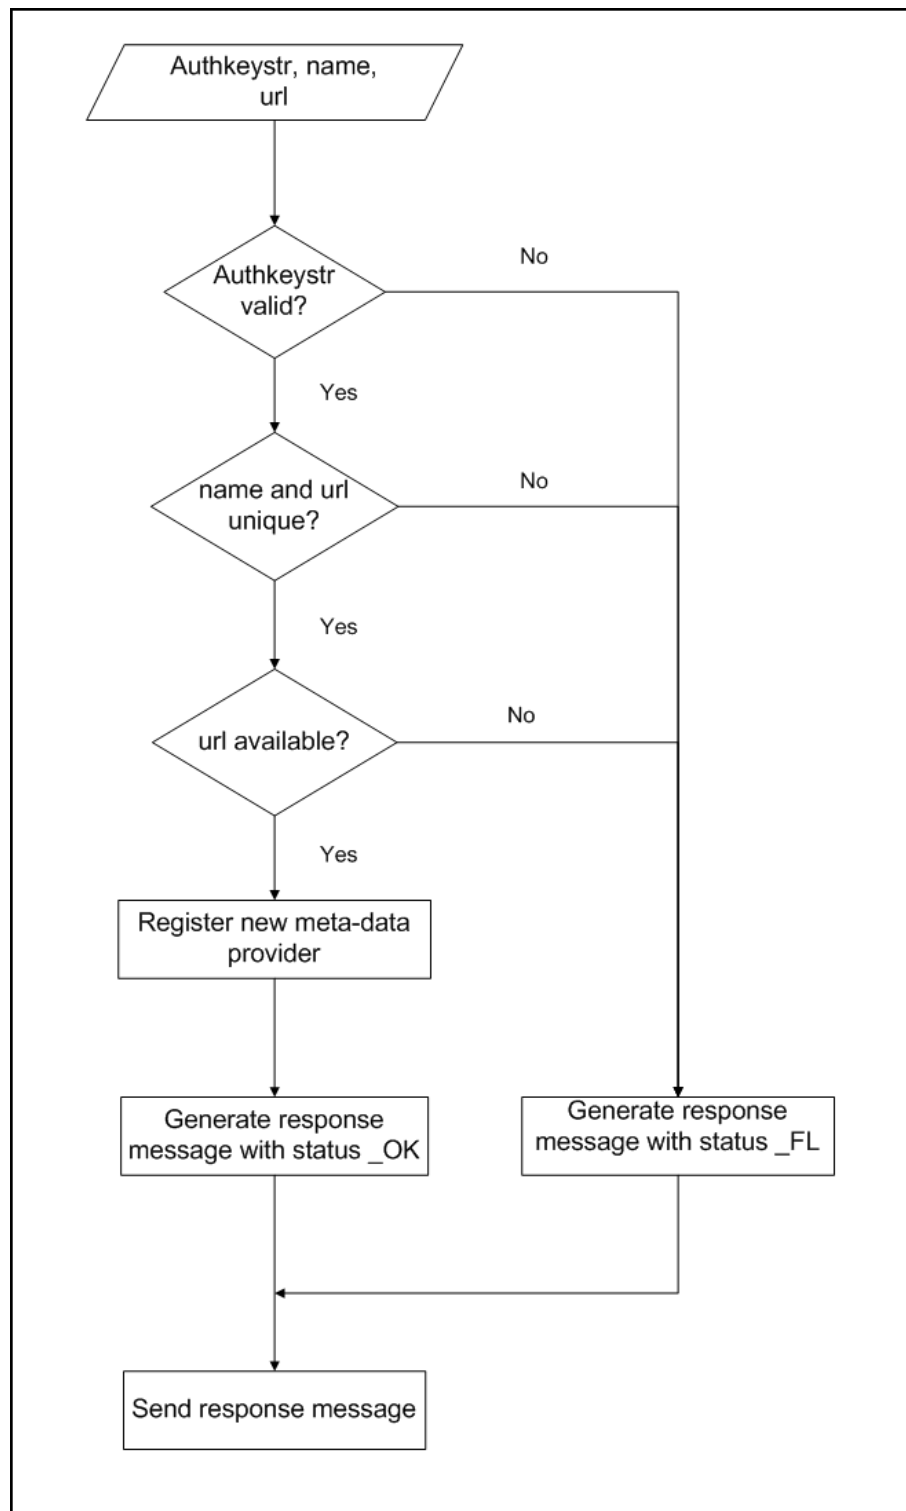 Authkeystr, name,
url
Authkeystr
valid?
No
Yes
name and url
unique?
No
Yes
url available?
No
Yes
Register new meta-data
provider
Generate response
message with status _OK
Generate response
message with status _FL
Send response message